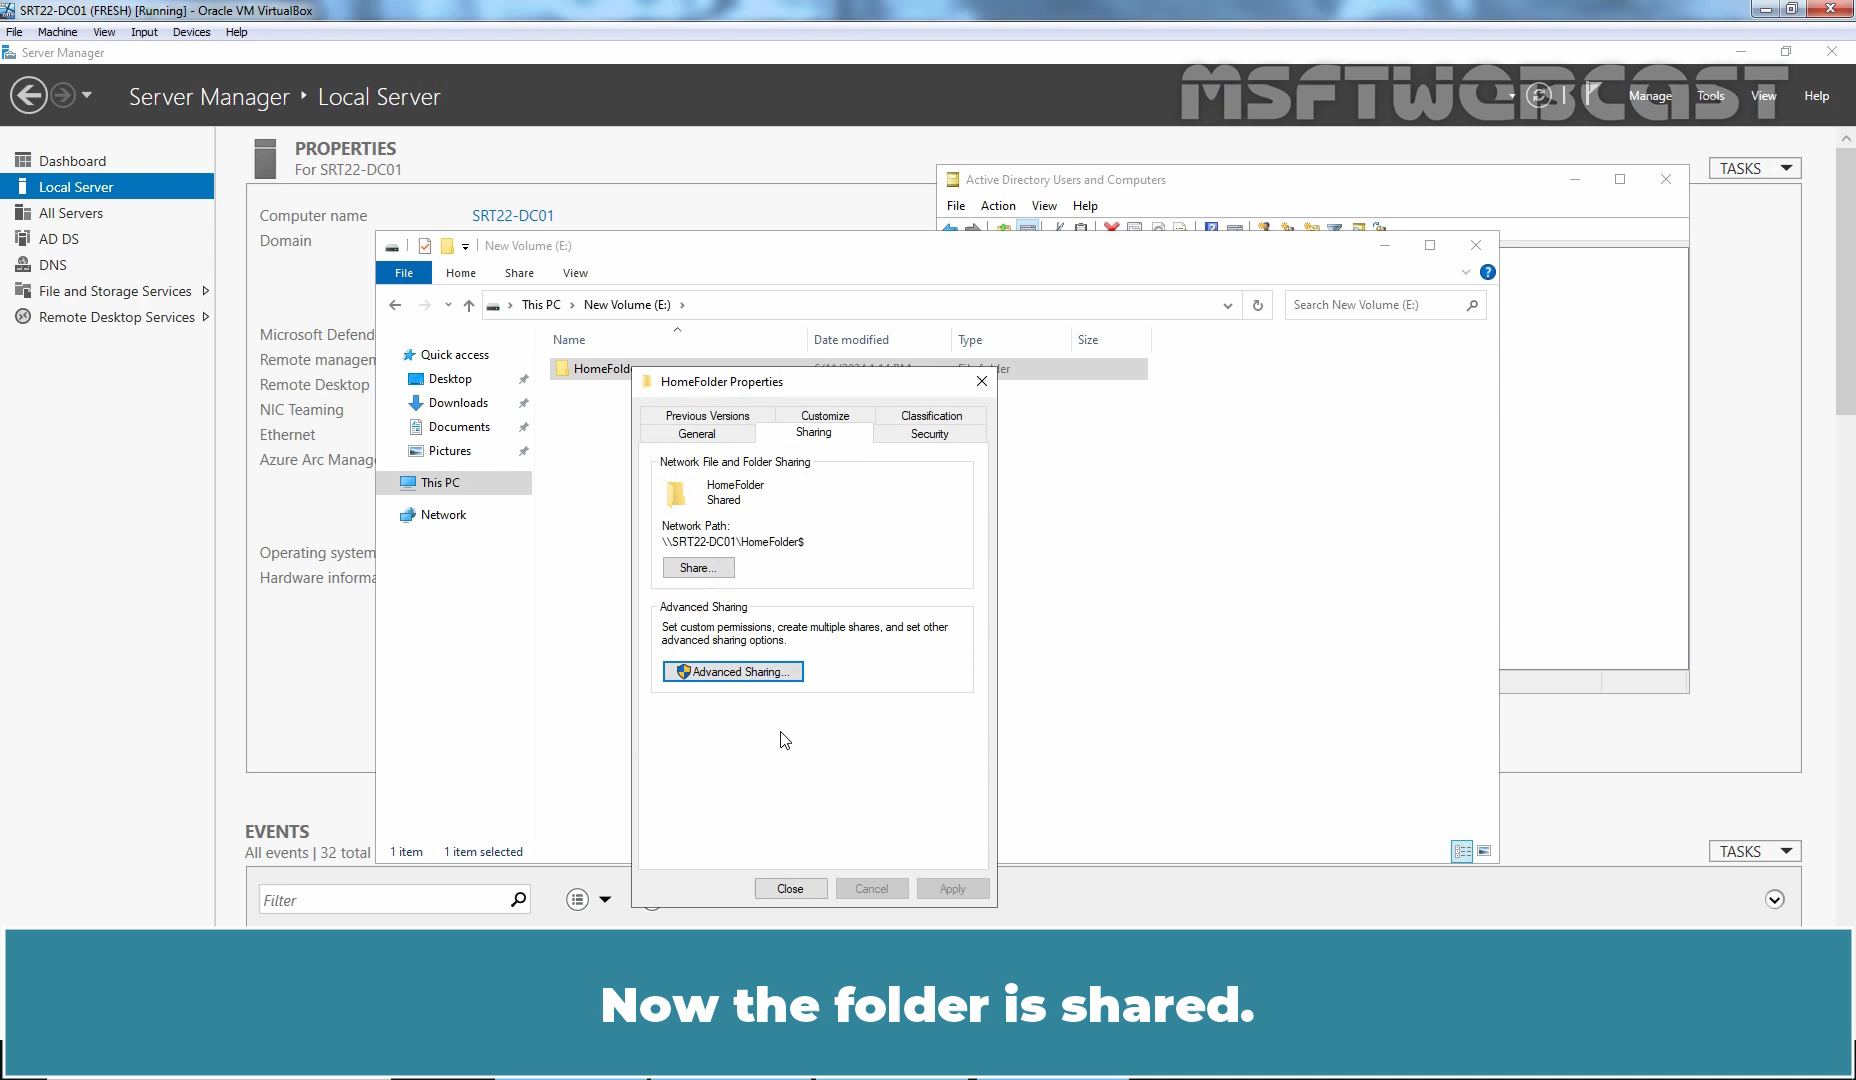 SRT22-DC01 (FRESH) [Running] - Oracle VM VirtualBox
File Machine View Input Devices Help
Server Manager
Server Manager Local Server
MSFTWEBCAST
Manage Tools View Help
Dashboard
Local Server
All Servers
AD DS
DNS
File and Storage Services
Remote Desktop Services
PROPERTIES
For SRT22-DC01
TASKS
Computer name SRT22-DC01
Domain
Microsoft Defend
Remote managem
Remote Desktop
NIC Teaming
Ethernet
Azure Arc Manag
Operating system
Hardware informa
Active Directory Users and Computers
File Action View Help
New Volume (E:)
File Home Share View
This PC New Volume (E:)
Search New Volume (E:)
Name Date modified Type Size
Quick access
Desktop
Downloads
Documents
Pictures
This PC
Network
HomeFolde
1 item 1 item selected
HomeFolder Properties
Previous Versions Customize Classification
General Sharing Security
Network File and Folder Sharing
HomeFolder
Shared
Network Path:
\\SRT22-DC01\HomeFolder$
Share...
Advanced Sharing
Set custom permissions, create multiple shares, and set other
advanced sharing options.
Advanced Sharing...
Close Cancel Apply
EVENTS
All events | 32 total
TASKS
Filter
Now the folder is shared.